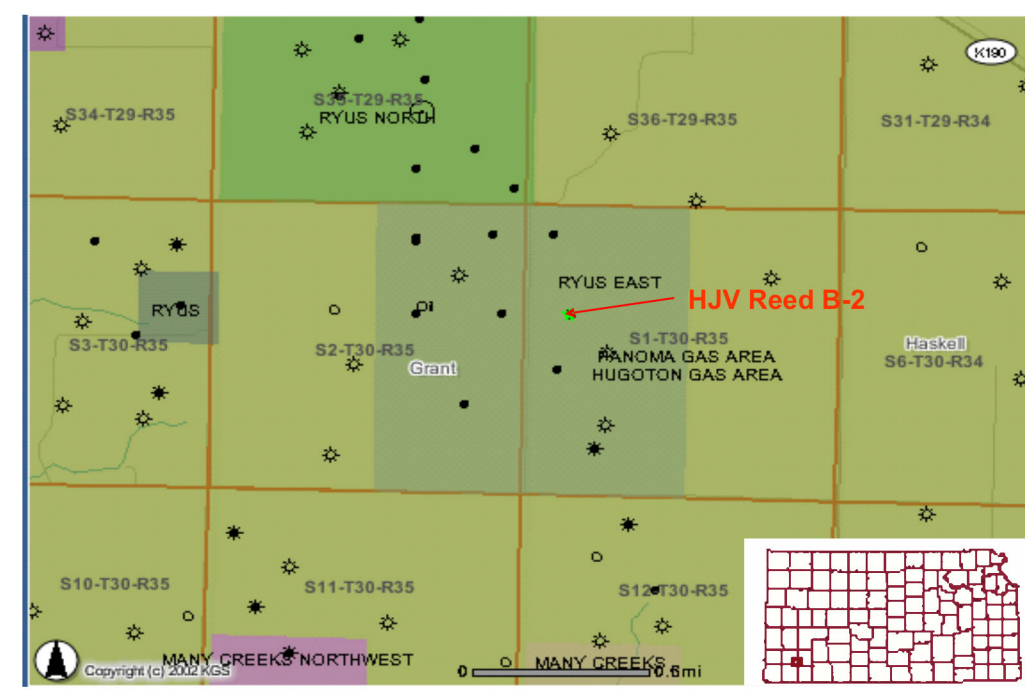 K190
S34-T29-R35
S35-T29-R35
RYUS NORTH
S36-T29-R35
S31-T29-R34
RYUS EAST
HJV Reed B-2
RYUS
S3-T30-R35
S2-T30-R35
Grant
S1-T30-R35
PANOMA GAS AREA
HUGOTON GAS AREA
Haskell
S6-T30-R34
S10-T30-R35
S11-T30-R35
S12-T30-R35
MANY CREEKS NORTHWEST
MANY CREEKS
Copyright (c) 2002 KGS
0 0.6mi